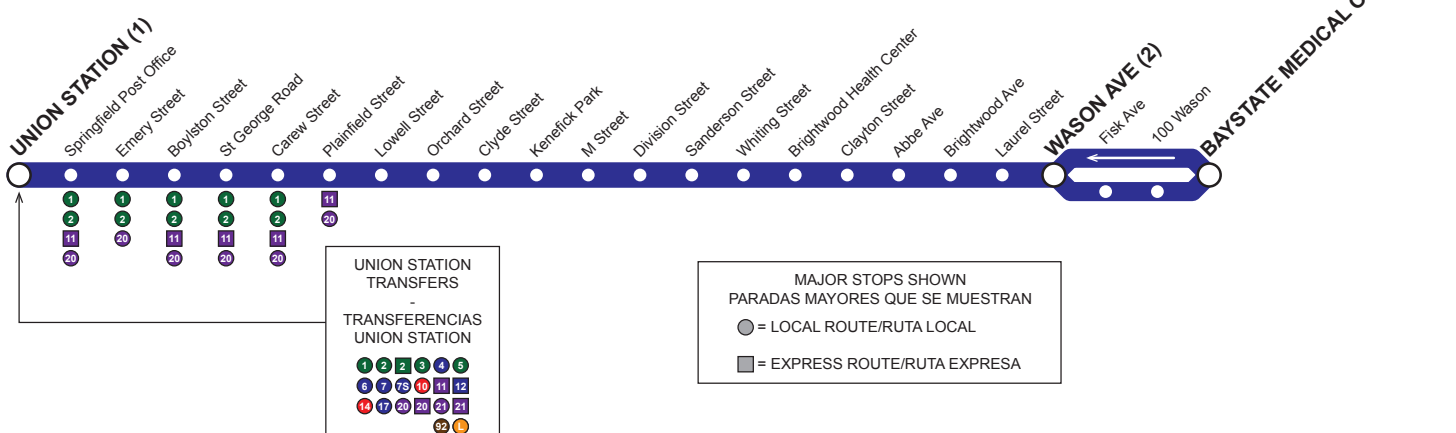 UNION STATION (1)
Springfield Post Office
Emery Street
Boylston Street
St George Road
Carew Street
Plainfield Street
Lowell Street
Orchard Street
Clyde Street
Kenefick Park
M Street
Division Street
Sanderson Street
Whiting Street
Brightwood Health Center
Clayton Street
Abbe Ave
Brightwood Ave
Laurel Street
WASON AVE (2)
Fisk Ave
100 Wason
BAYSTATE MEDICAL
1 1 1 1 1 11
2 2 2 2 2 20
11 20 11 11 11
20 20 20 20
UNION STATION
TRANSFERS
-
TRANSFERENCIAS
UNION STATION
1 2 2 3 4 5
6 7 7S 10 11 12
14 17 20 20 21 21
92 L
MAJOR STOPS SHOWN
PARADAS MAYORES QUE SE MUESTRAN
= LOCAL ROUTE/RUTA LOCAL
= EXPRESS ROUTE/RUTA EXPRESA